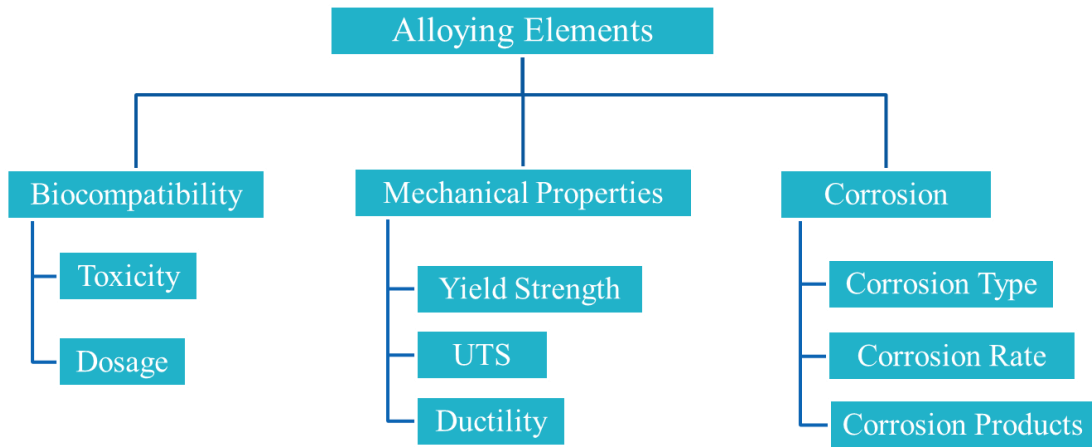 Alloying Elements
Biocompatibility
Toxicity
Dosage
Mechanical Properties
Yield Strength
UTS
Ductility
Corrosion
Corrosion Type
Corrosion Rate
Corrosion Products